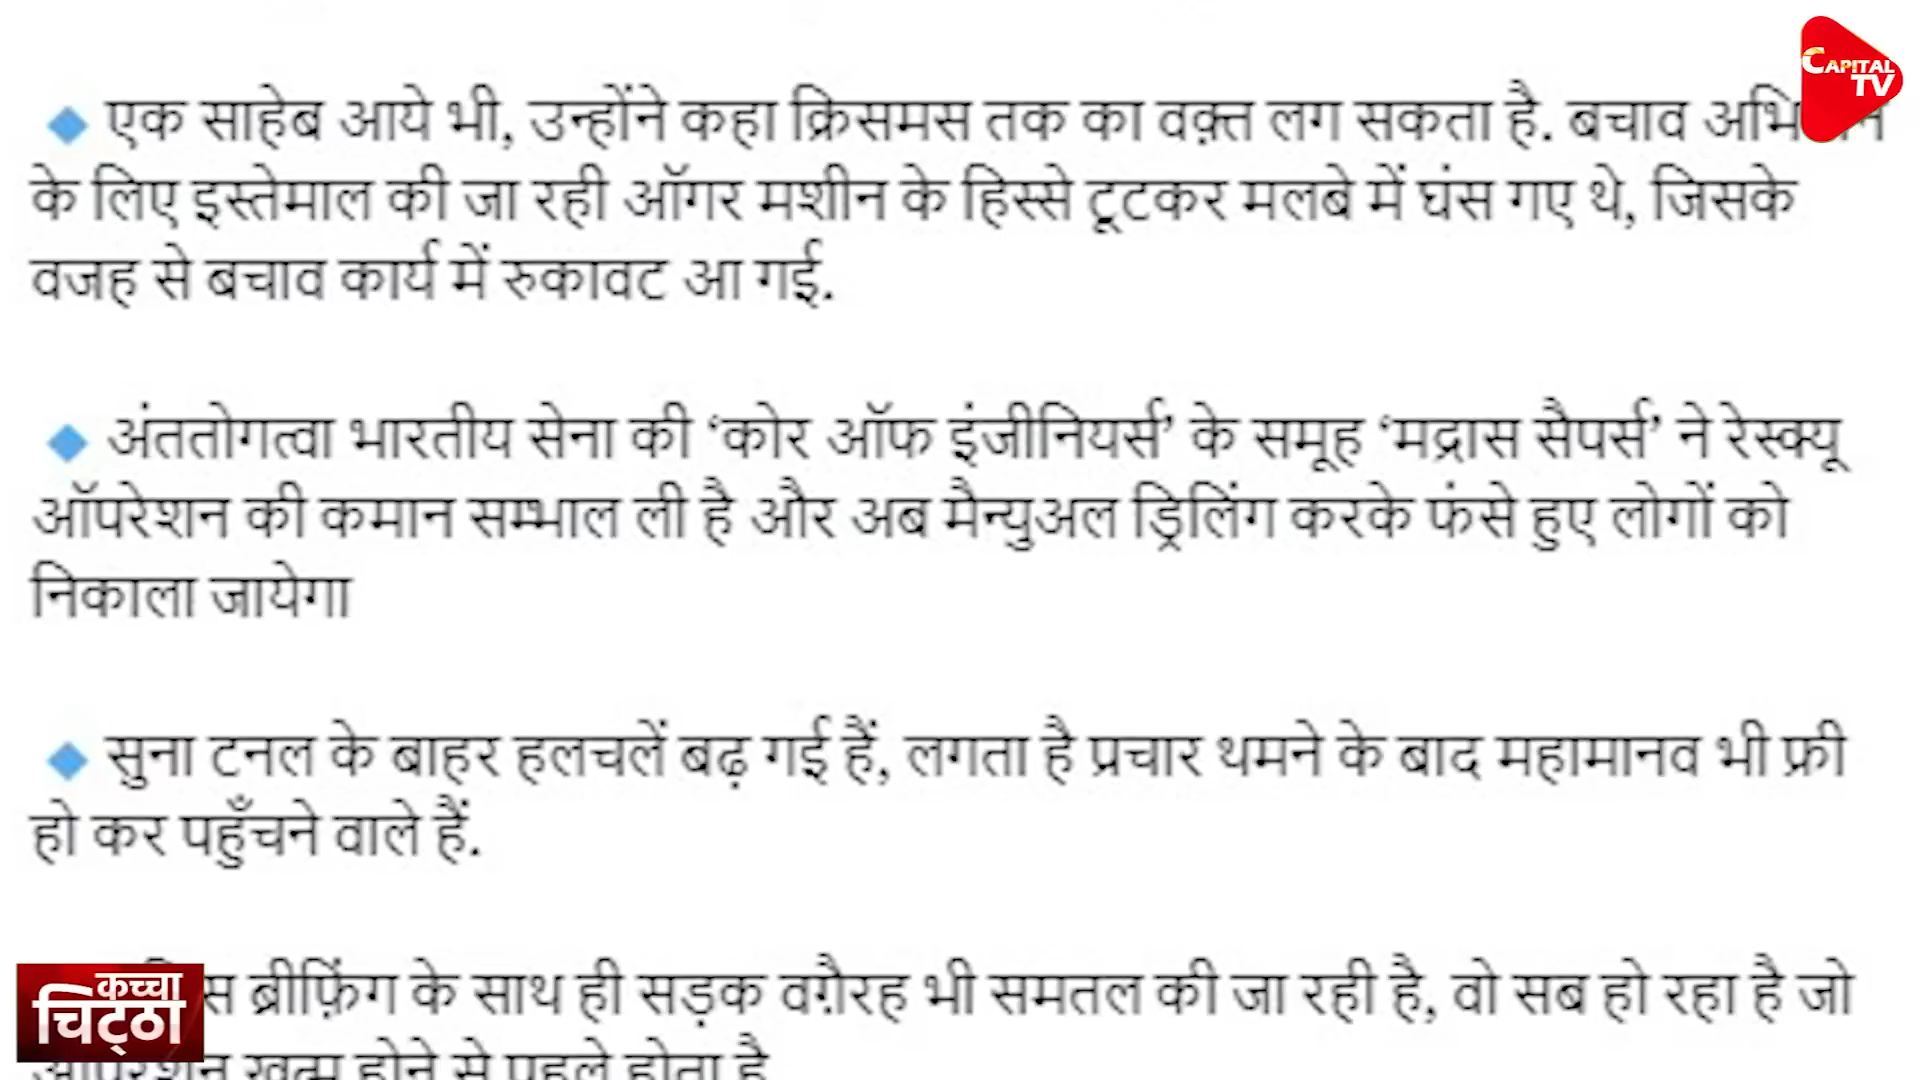 CAPITAL TV
एक साहेब आये भी, उन्होंने कहा क्रिसमस तक का वक़्त लग सकता है. बचाव
के लिए इस्तेमाल की जा रही ऑगर मशीन के हिस्से टूटकर मलबे में घंस गए थे, जिसके
वजह से बचाव कार्य में रुकावट आ गई.
अंततोगत्वा भारतीय सेना की ‘कोर ऑफ इंजीनियर्स’ के समूह ‘मद्रास सैपर्स’ ने रेस्क्यू
ऑपरेशन की कमान सम्भाल ली है और अब मैन्युअल ड्रिलिंग करके फंसे हुए लोगों को
निकाला जायेगा
सुना टनल के बाहर हलचलें बढ़ गई हैं, लगता है प्रचार थमने के बाद महामानव भी फ्री
हो कर पहुँचने वाले हैं.
ब्रीफ़िंग के साथ ही सड़क वग़ैरह भी समतल की जा रही है, वो सब हो रहा है जो
खत्म होने से पहले होता है
कच्चा
चिट्ठा